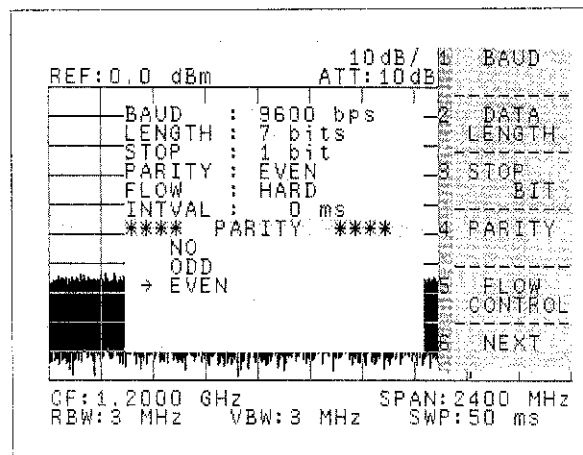 10dB/
REF:0.0 dBm ATT:10dB
BAUD : 9600 bps
LENGTH : 7 bits
STOP : 1 bit
PARITY : EVEN
FLOW : HARD
INTVAL : 0 ms
**** PARITY ****
NO
ODD
→ EVEN
CF:1.2000 GHz SPAN:2400 MHz
RBW:3 MHz VBW:3 MHz SWP:50 ms
1 BAUD
2 DATA
LENGTH
3 STOP
BIT
4 PARITY
5 FLOW
CONTROL
6 NEXT